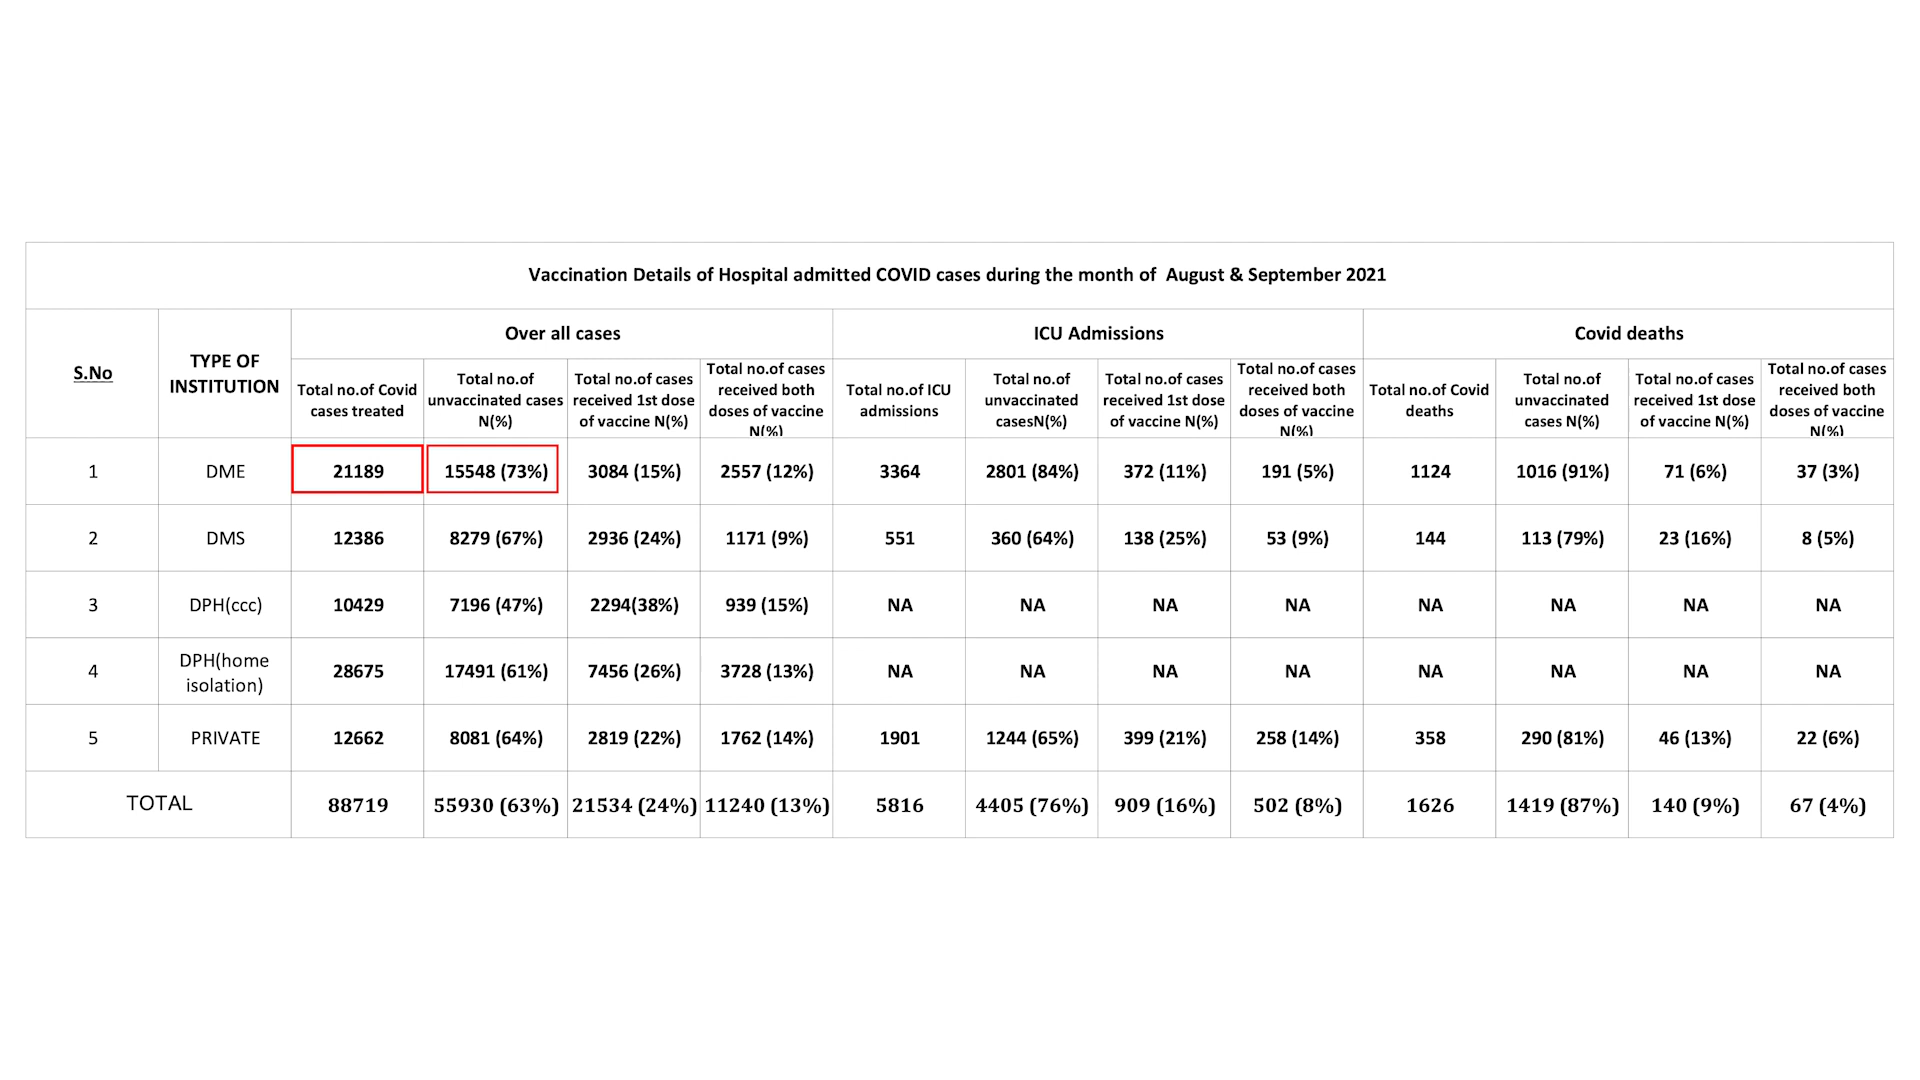 Vaccination Details of Hospital admitted COVID cases during the month of August & September 2021
S.No
TYPE OF
INSTITUTION
Over all cases
ICU Admissions
Covid deaths
Total no.of Covid
cases treated
Total no.of
unvaccinated cases
N(%)
Total no.of cases
received 1st dose
of vaccine N(%)
Total no.of cases
received both
doses of vaccine
N(%)
Total no.of ICU
admissions
Total no.of
unvaccinated
casesN(%)
Total no.of cases
received 1st dose
of vaccine N(%)
Total no.of cases
received both
doses of vaccine
N(%)
Total no.of Covid
deaths
Total no.of
unvaccinated
cases N(%)
Total no.of cases
received 1st dose
of vaccine N(%)
Total no.of cases
received both
doses of vaccine
N(%)
1 DME 21189 15548 (73%) 3084 (15%) 2557 (12%) 3364 2801 (84%) 372 (11%) 191 (5%) 1124 1016 (91%) 71 (6%) 37 (3%)
2 DMS 12386 8279 (67%) 2936 (24%) 1171 (9%) 551 360 (64%) 138 (25%) 53 (9%) 144 113 (79%) 23 (16%) 8 (5%)
3 DPH(ccc) 10429 7196 (47%) 2294(38%) 939 (15%) NA NA NA NA NA NA NA NA
4 DPH(home
isolation) 28675 17491 (61%) 7456 (26%) 3728 (13%) NA NA NA NA NA NA NA NA
5 PRIVATE 12662 8081 (64%) 2819 (22%) 1762 (14%) 1901 1244 (65%) 399 (21%) 258 (14%) 358 290 (81%) 46 (13%) 22 (6%)
TOTAL 88719 55930 (63%) 21534 (24%) 11240 (13%) 5816 4405 (76%) 909 (16%) 502 (8%) 1626 1419 (87%) 140 (9%) 67 (4%)